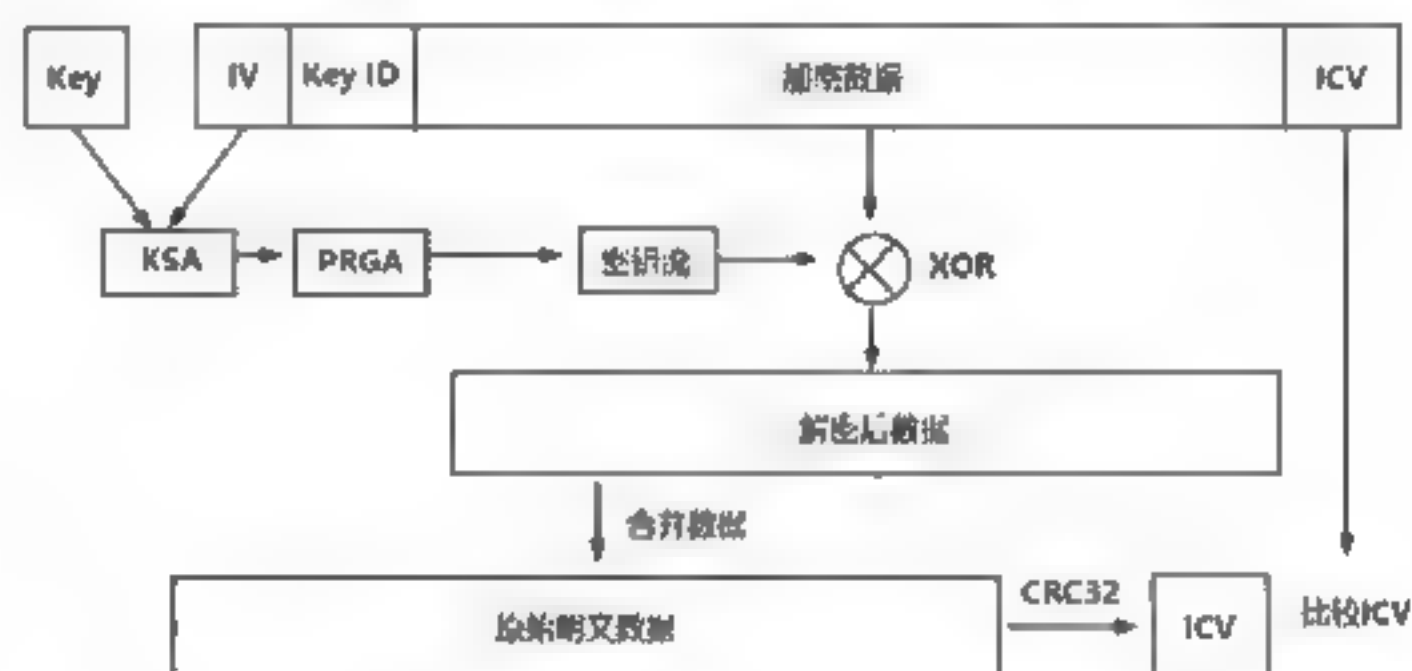 Key
IV
Key ID
加密数据
ICV
KSA
PRGA
密钥流
XOR
解密后数据
合并数据
原始明文数据
CRC32
ICV
比较ICV